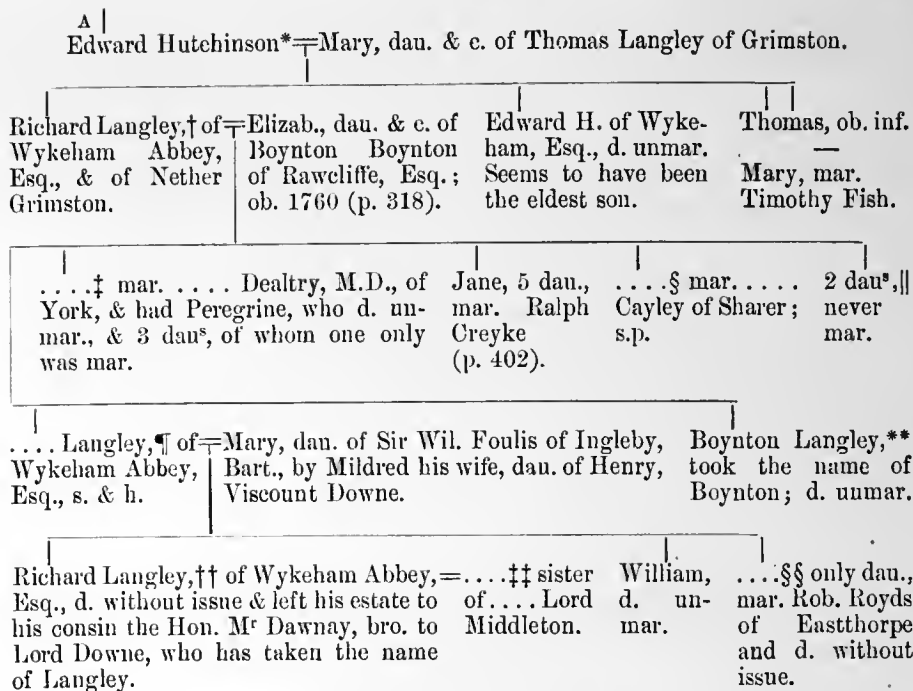 A
Edward Hutchinson*=Mary, dau. & c. of Thomas Langley of Grimston.
Richard Langley,† of
Wykeham Abbey,
Esq., & of Nether
Grimston.
=Elizab., dau. & c. of
Boynton Boynton
of Rawcliffe, Esq.;
ob. 1760 (p. 318).
Edward H. of Wyke-
ham, Esq., d. unmar.
Seems to have been
the eldest son.
Thomas, ob. inf.
—
Mary, mar.
Timothy Fish.
. . . .‡ mar. . . . . Dealtry, M.D., of
York, & had Peregrine, who d. un-
mar., & 3 dauˢ, of whom one only
was mar.
Jane, 5 dau.,
mar. Ralph
Creyke
(p. 402).
. . . .§ mar. . . . .
Cayley of Sharer;
s.p.
2 dauˢ,||
never
mar.
. . . . Langley,¶ of
Wykeham Abbey,
Esq., s. & h.
=Mary, dau. of Sir Wil. Foulis of Ingleby,
Bart., by Mildred his wife, dau. of Henry,
Viscount Downe.
Boynton Langley,**
took the name of
Boynton; d. unmar.
Richard Langley,†† of Wykeham Abbey,
Esq., d. without issue & left his estate to
his consin the Hon. Mʳ Dawnay, bro. to
Lord Downe, who has taken the name
of Langley.
=. . . .‡‡ sister
of. . . . Lord
Middleton.
William,
d. un-
mar.
. . . .§§ only dau.,
mar. Rob. Royds
of Eastthorpe
and d. without
issue.